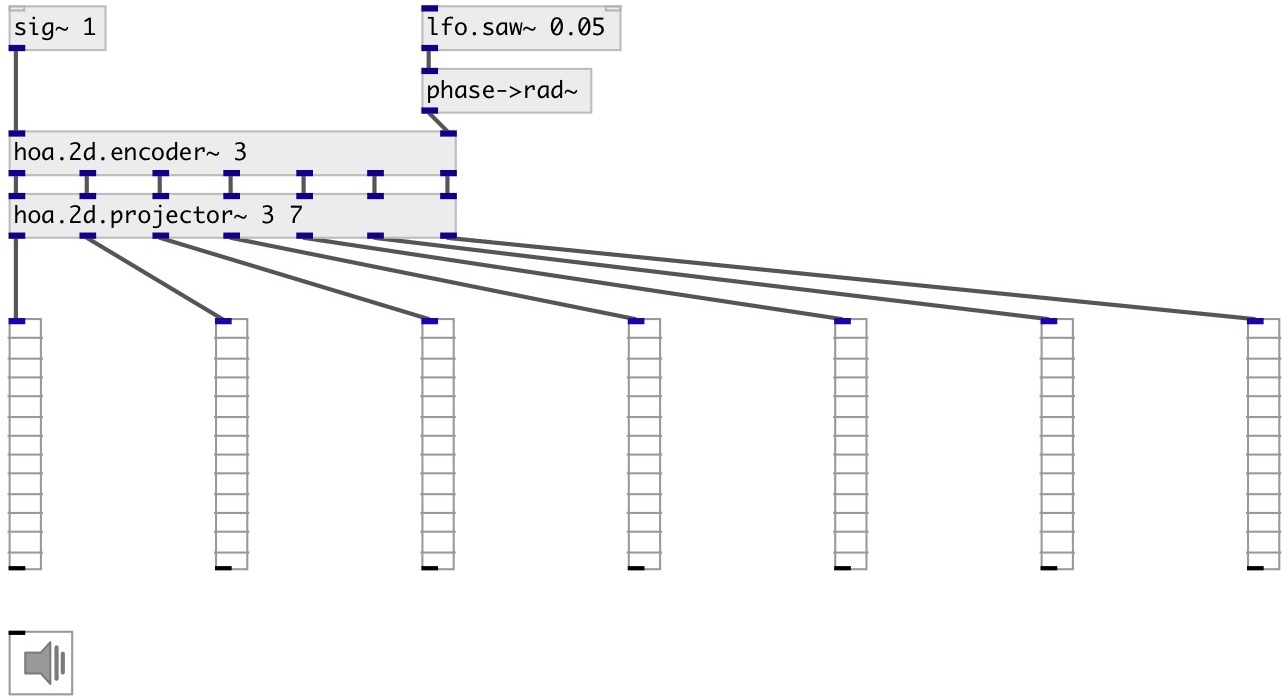 sig~ 1
lfo.saw~ 0.05
phase->rad~
hoa.2d.encoder~ 3
hoa.2d.projector~ 3 7